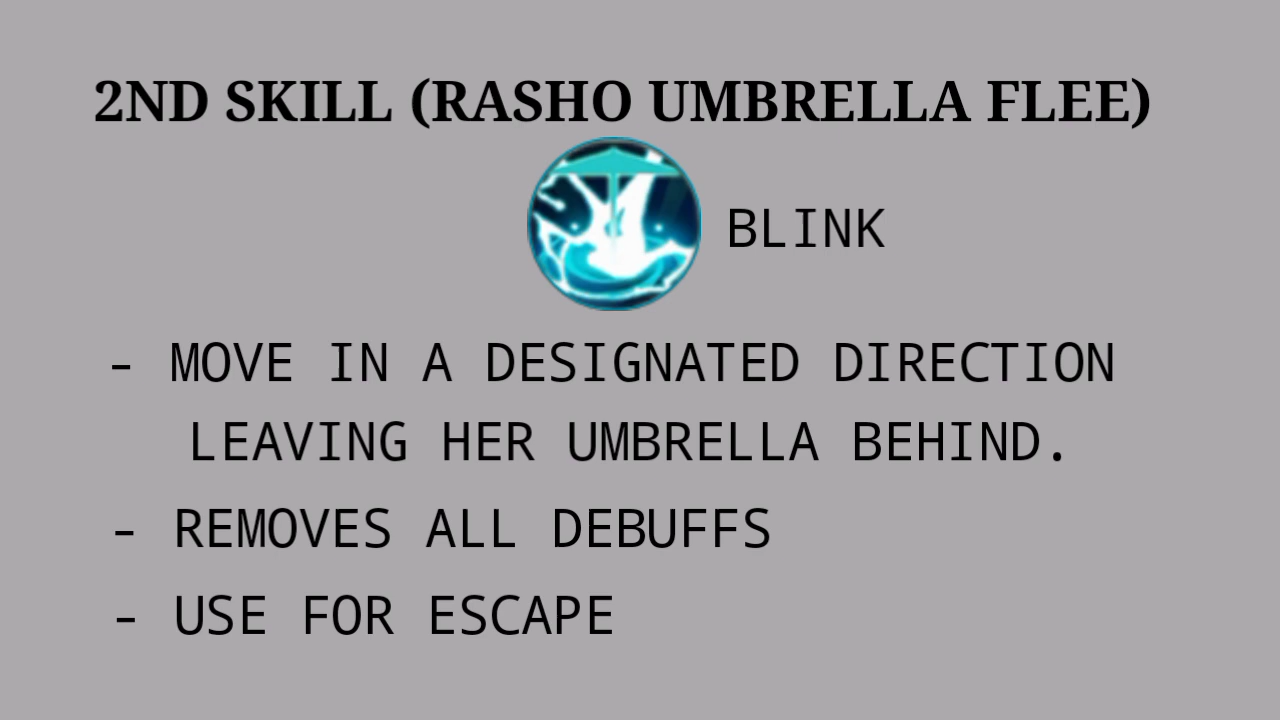 2ND SKILL (RASHO UMBRELLA FLEE)
BLINK
- MOVE IN A DESIGNATED DIRECTION
LEAVING HER UMBRELLA BEHIND.
- REMOVES ALL DEBUFFS
- USE FOR ESCAPE